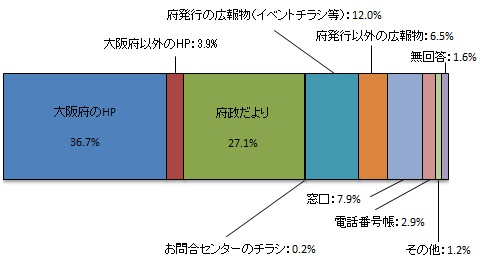 府発行の広報物(イベントチラシ等):12.0%
府発行以外の広報物:6.5%
大阪府以外のHP:3.9%
無回答:1.6%
大阪府のHP
36.7%
府政だより
27.1%
窓口:7.9%
電話番号帳:2.9%
お問合センターのチラシ:0.2%
その他:1.2%